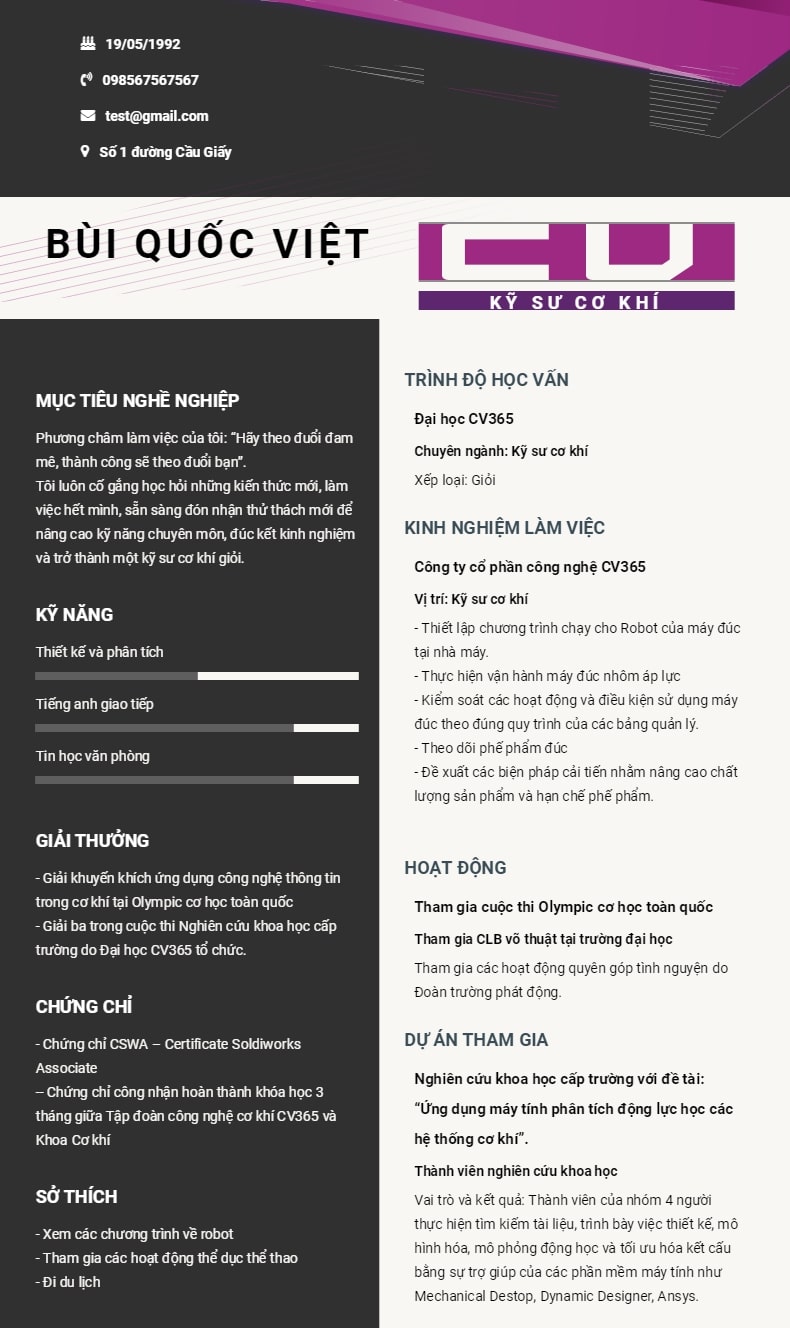 19/05/1992
098567567567
test@gmail.com
Số 1 đường Cầu Giấy
BÙI QUỐC VIỆT
CV
KỸ SƯ CƠ KHÍ
MỤC TIÊU NGHỀ NGHIỆP
Phương châm làm việc của tôi: “Hãy theo đuổi đam
mê, thành công sẽ theo đuổi bạn”.
Tôi luôn cố gắng học hỏi những kiến thức mới, làm
việc hết mình, sẵn sàng đón nhận thử thách mới để
nâng cao kỹ năng chuyên môn, đúc kết kinh nghiệm
và trở thành một kỹ sư cơ khí giỏi.
KỸ NĂNG
Thiết kế và phân tích
Tiếng anh giao tiếp
Tin học văn phòng
GIẢI THƯỞNG
- Giải khuyến khích ứng dụng công nghệ thông tin
trong cơ khí tại Olympic cơ học toàn quốc
- Giải ba trong cuộc thi Nghiên cứu khoa học cấp
trường do Đại học CV365 tổ chức.
CHỨNG CHỈ
- Chứng chỉ CSWA – Certificate Soldiworks
Associate
– Chứng chỉ công nhận hoàn thành khóa học 3
tháng giữa Tập đoàn công nghệ cơ khí CV365 và
Khoa Cơ khí
SỞ THÍCH
- Xem các chương trình về robot
- Tham gia các hoạt động thể dục thể thao
- Đi du lịch
TRÌNH ĐỘ HỌC VẤN
Đại học CV365
Chuyên ngành: Kỹ sư cơ khí
Xếp loại: Giỏi
KINH NGHIỆM LÀM VIỆC
Công ty cổ phần công nghệ CV365
Vị trí: Kỹ sư cơ khí
- Thiết lập chương trình chạy cho Robot của máy đúc
tại nhà máy.
- Thực hiện vận hành máy đúc nhôm áp lực
- Kiểm soát các hoạt động và điều kiện sử dụng máy
đúc theo đúng quy trình của các bảng quản lý.
- Theo dõi phế phẩm đúc
- Đề xuất các biện pháp cải tiến nhằm nâng cao chất
lượng sản phẩm và hạn chế phế phẩm.
HOẠT ĐỘNG
Tham gia cuộc thi Olympic cơ học toàn quốc
Tham gia CLB võ thuật tại trường đại học
Tham gia các hoạt động quyên góp tình nguyện do
Đoàn trường phát động.
DỰ ÁN THAM GIA
Nghiên cứu khoa học cấp trường với đề tài:
“Ứng dụng máy tính phân tích động lực học các
hệ thống cơ khí”.
Thành viên nghiên cứu khoa học
Vai trò và kết quả: Thành viên của nhóm 4 người
thực hiện tìm kiếm tài liệu, trình bày việc thiết kế, mô
hình hóa, mô phỏng động học và tối ưu hóa kết cấu
bằng sự trợ giúp của các phần mềm máy tính như
Mechanical Destop, Dynamic Designer, Ansys.